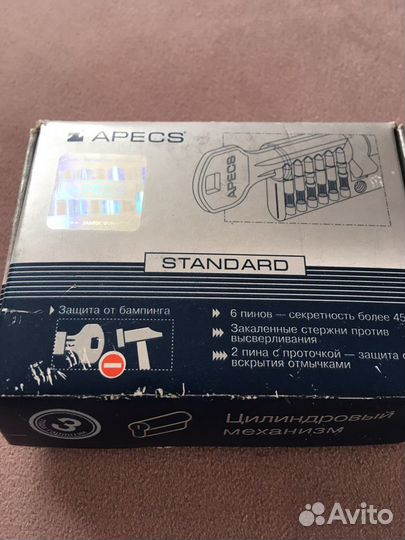 APECS®
APECS
STANDARD
Защита от бампинга
6 пинов — секретность более 45
Закаленные стержни против
высверливания
2 пина с проточкой — защита о
вскрытия отмычками
3
Цилиндровый
механизм
Avito